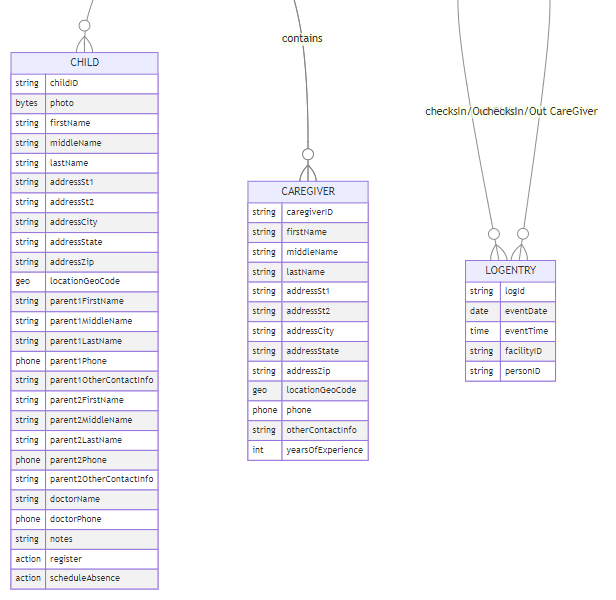 contains
checksIn/Ou
checksIn/Out CareGiver
CHILD
string childID
bytes photo
string firstName
string middleName
string lastName
string addressSt1
string addressSt2
string addressCity
string addressState
string addressZip
geo locationGeoCode
string parent1FirstName
string parent1MiddleName
string parent1LastName
phone parent1Phone
string parent1OtherContactInfo
string parent2FirstName
string parent2MiddleName
string parent2LastName
phone parent2Phone
string parent2OtherContactInfo
string doctorName
phone doctorPhone
string notes
action register
action scheduleAbsence
CAREGIVER
string caregiverID
string firstName
string middleName
string lastName
string addressSt1
string addressSt2
string addressCity
string addressState
string addressZip
geo locationGeoCode
phone phone
string otherContactInfo
int yearsOfExperience
LOGENTRY
string logId
date eventDate
time eventTime
string facilityID
string personID